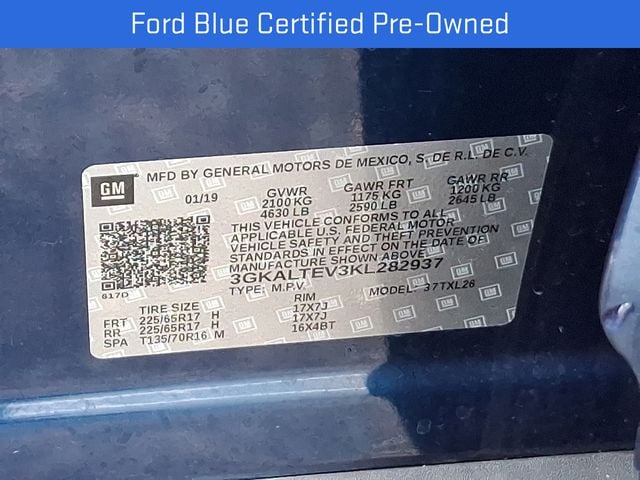 Ford Blue Certified Pre-Owned
GM
MFD BY GENERAL MOTORS DE MEXICO, S. DE R.L. DE C.V.
01/19 GVWR GAWR FRT GAWR RR
2100 KG 1175 KG 1200 KG
4630 LB 2590 LB 2645 LB
THIS VEHICLE CONFORMS TO ALL
APPLICABLE U.S. FEDERAL MOTOR
VEHICLE SAFETY AND THEFT
PREVENTION STANDARDS IN EFFECT ON THE DATE OF
MANUFACTURE SHOWN ABOVE.
3GKALTEV3KL282937
TYPE: M.P.V. MODEL: 37TXL26
TIRE SIZE RIM
FRT 225/65R17 H 17X7J
RR 225/65R17 H 17X7J
SPA T135/70R16 M 16X4BT